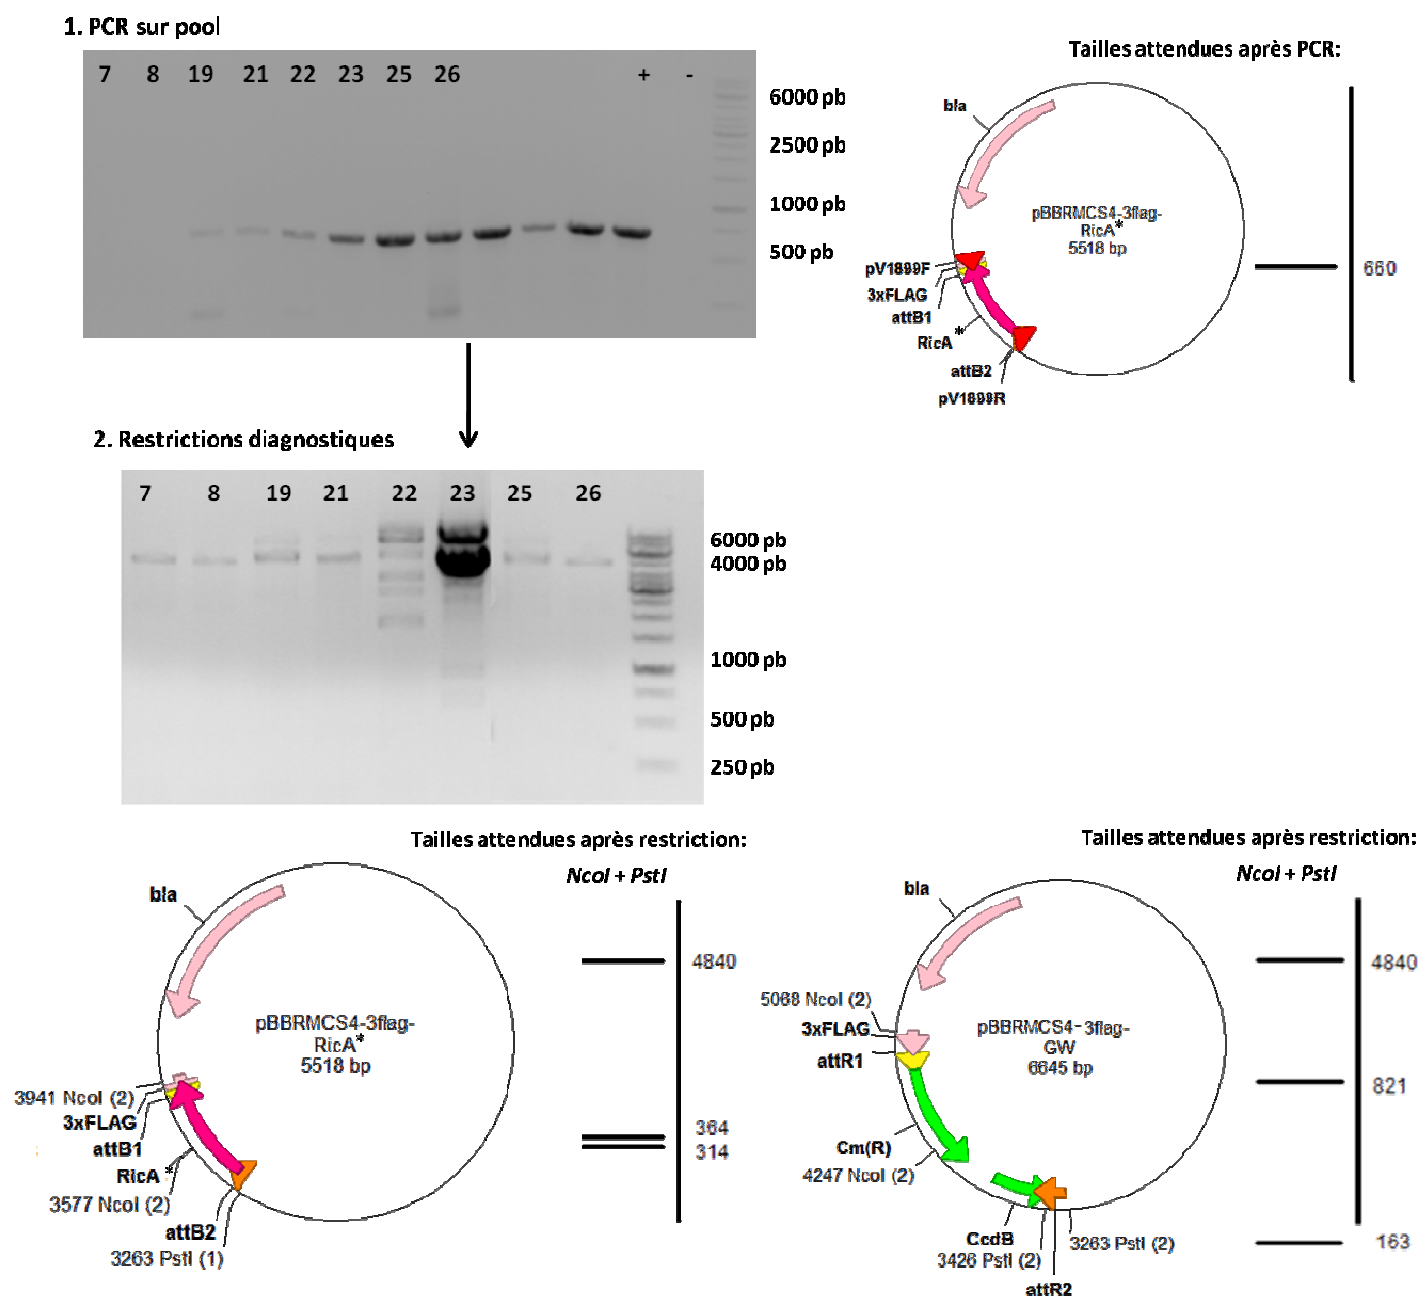 1. PCR sur pool
7 8 19 21 22 23 25 26 + -
6000 pb
2500 pb
1000 pb
500 pb
Tailles attendues après PCR:
bla
pBBRMCS4-3flag-
RicA*
5518 bp
pV1899F
3xFLAG
attB1
RicA*
attB2
pV1899R
660
2. Restrictions diagnostiques
7 8 19 21 22 23 25 26
6000 pb
4000 pb
1000 pb
500 pb
250 pb
Tailles attendues après restriction:
NcoI + PstI
bla
pBBRMCS4-3flag-
RicA*
5518 bp
3941 NcoI (2)
3xFLAG
attB1
RicA*
3577 NcoI (2)
attB2
3263 PstI (1)
4840
364
314
Tailles attendues après restriction:
NcoI + PstI
bla
5068 NcoI (2)
3xFLAG
attR1
pBBRMCS4-3flag-
GW
6645 bp
Cm(R)
4247 NcoI (2)
CcdB
3426 PstI (2)
3263 PstI (2)
attR2
4840
821
163